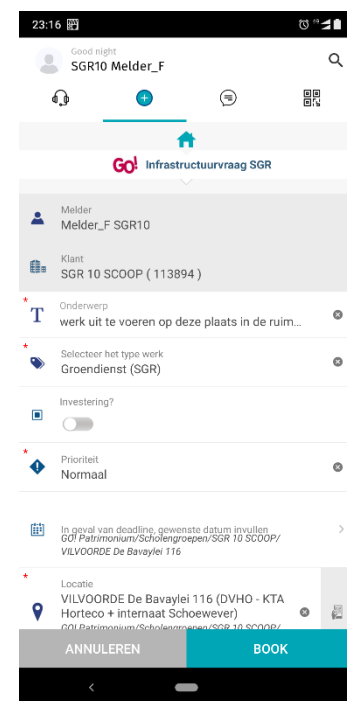 23:16
Good night
SGR10 Melder_F
GO! Infrastructuurvraag SGR
Melder
Melder_F SGR10
Klant
SGR 10 SCOOP ( 113894 )
* Onderwerp
werk uit te voeren op deze plaats in de ruim...
* Selecteer het type werk
Groendienst (SGR)
Investering?
* Prioriteit
Normaal
In geval van deadline, gewenste datum invullen
GO! Patrimonium/Scholengroepen/SGR 10 SCOOP/
VILVOORDE De Bavaylei 116
* Locatie
VILVOORDE De Bavaylei 116 (DVHO - KTA
Horteco + internaat Schoewever)
GO! Patrimonium/Scholengroepen/SGR 10 SCOOP/
ANNULEREN BOOK